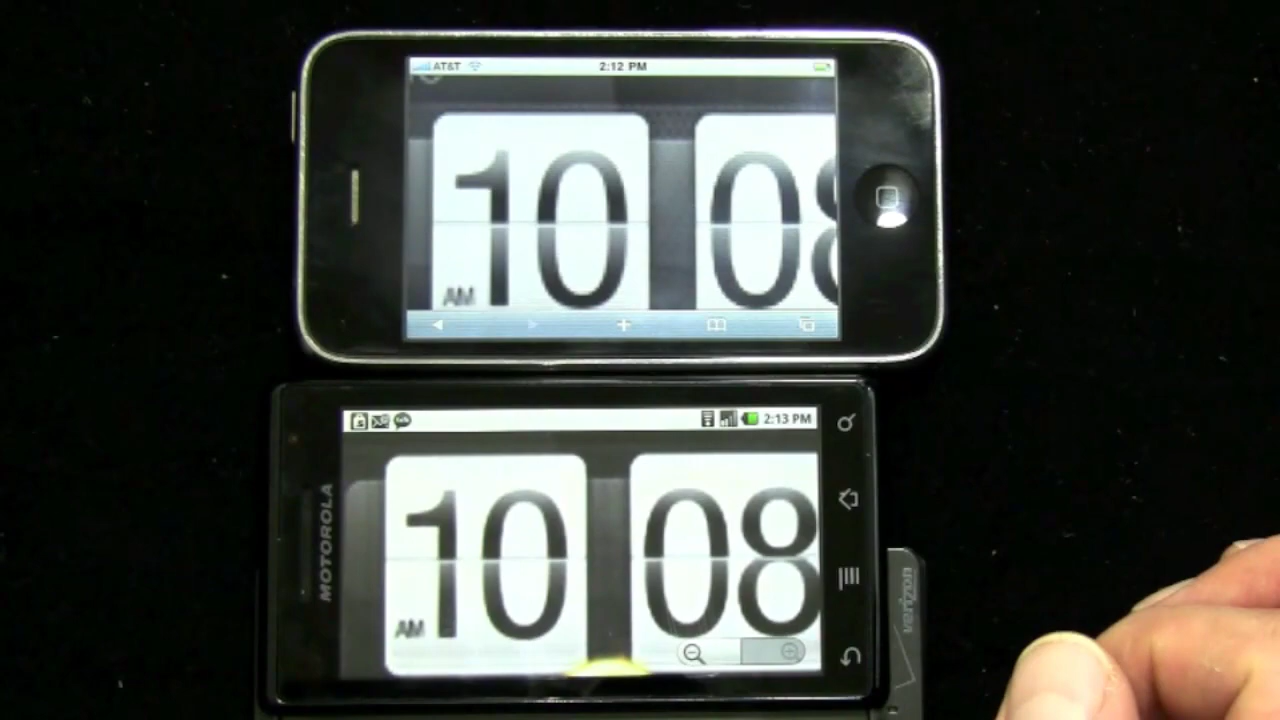 AT&T 2:12 PM
10 08
AM
2:13 PM
MOTOROLA
10 08
AM
verizon